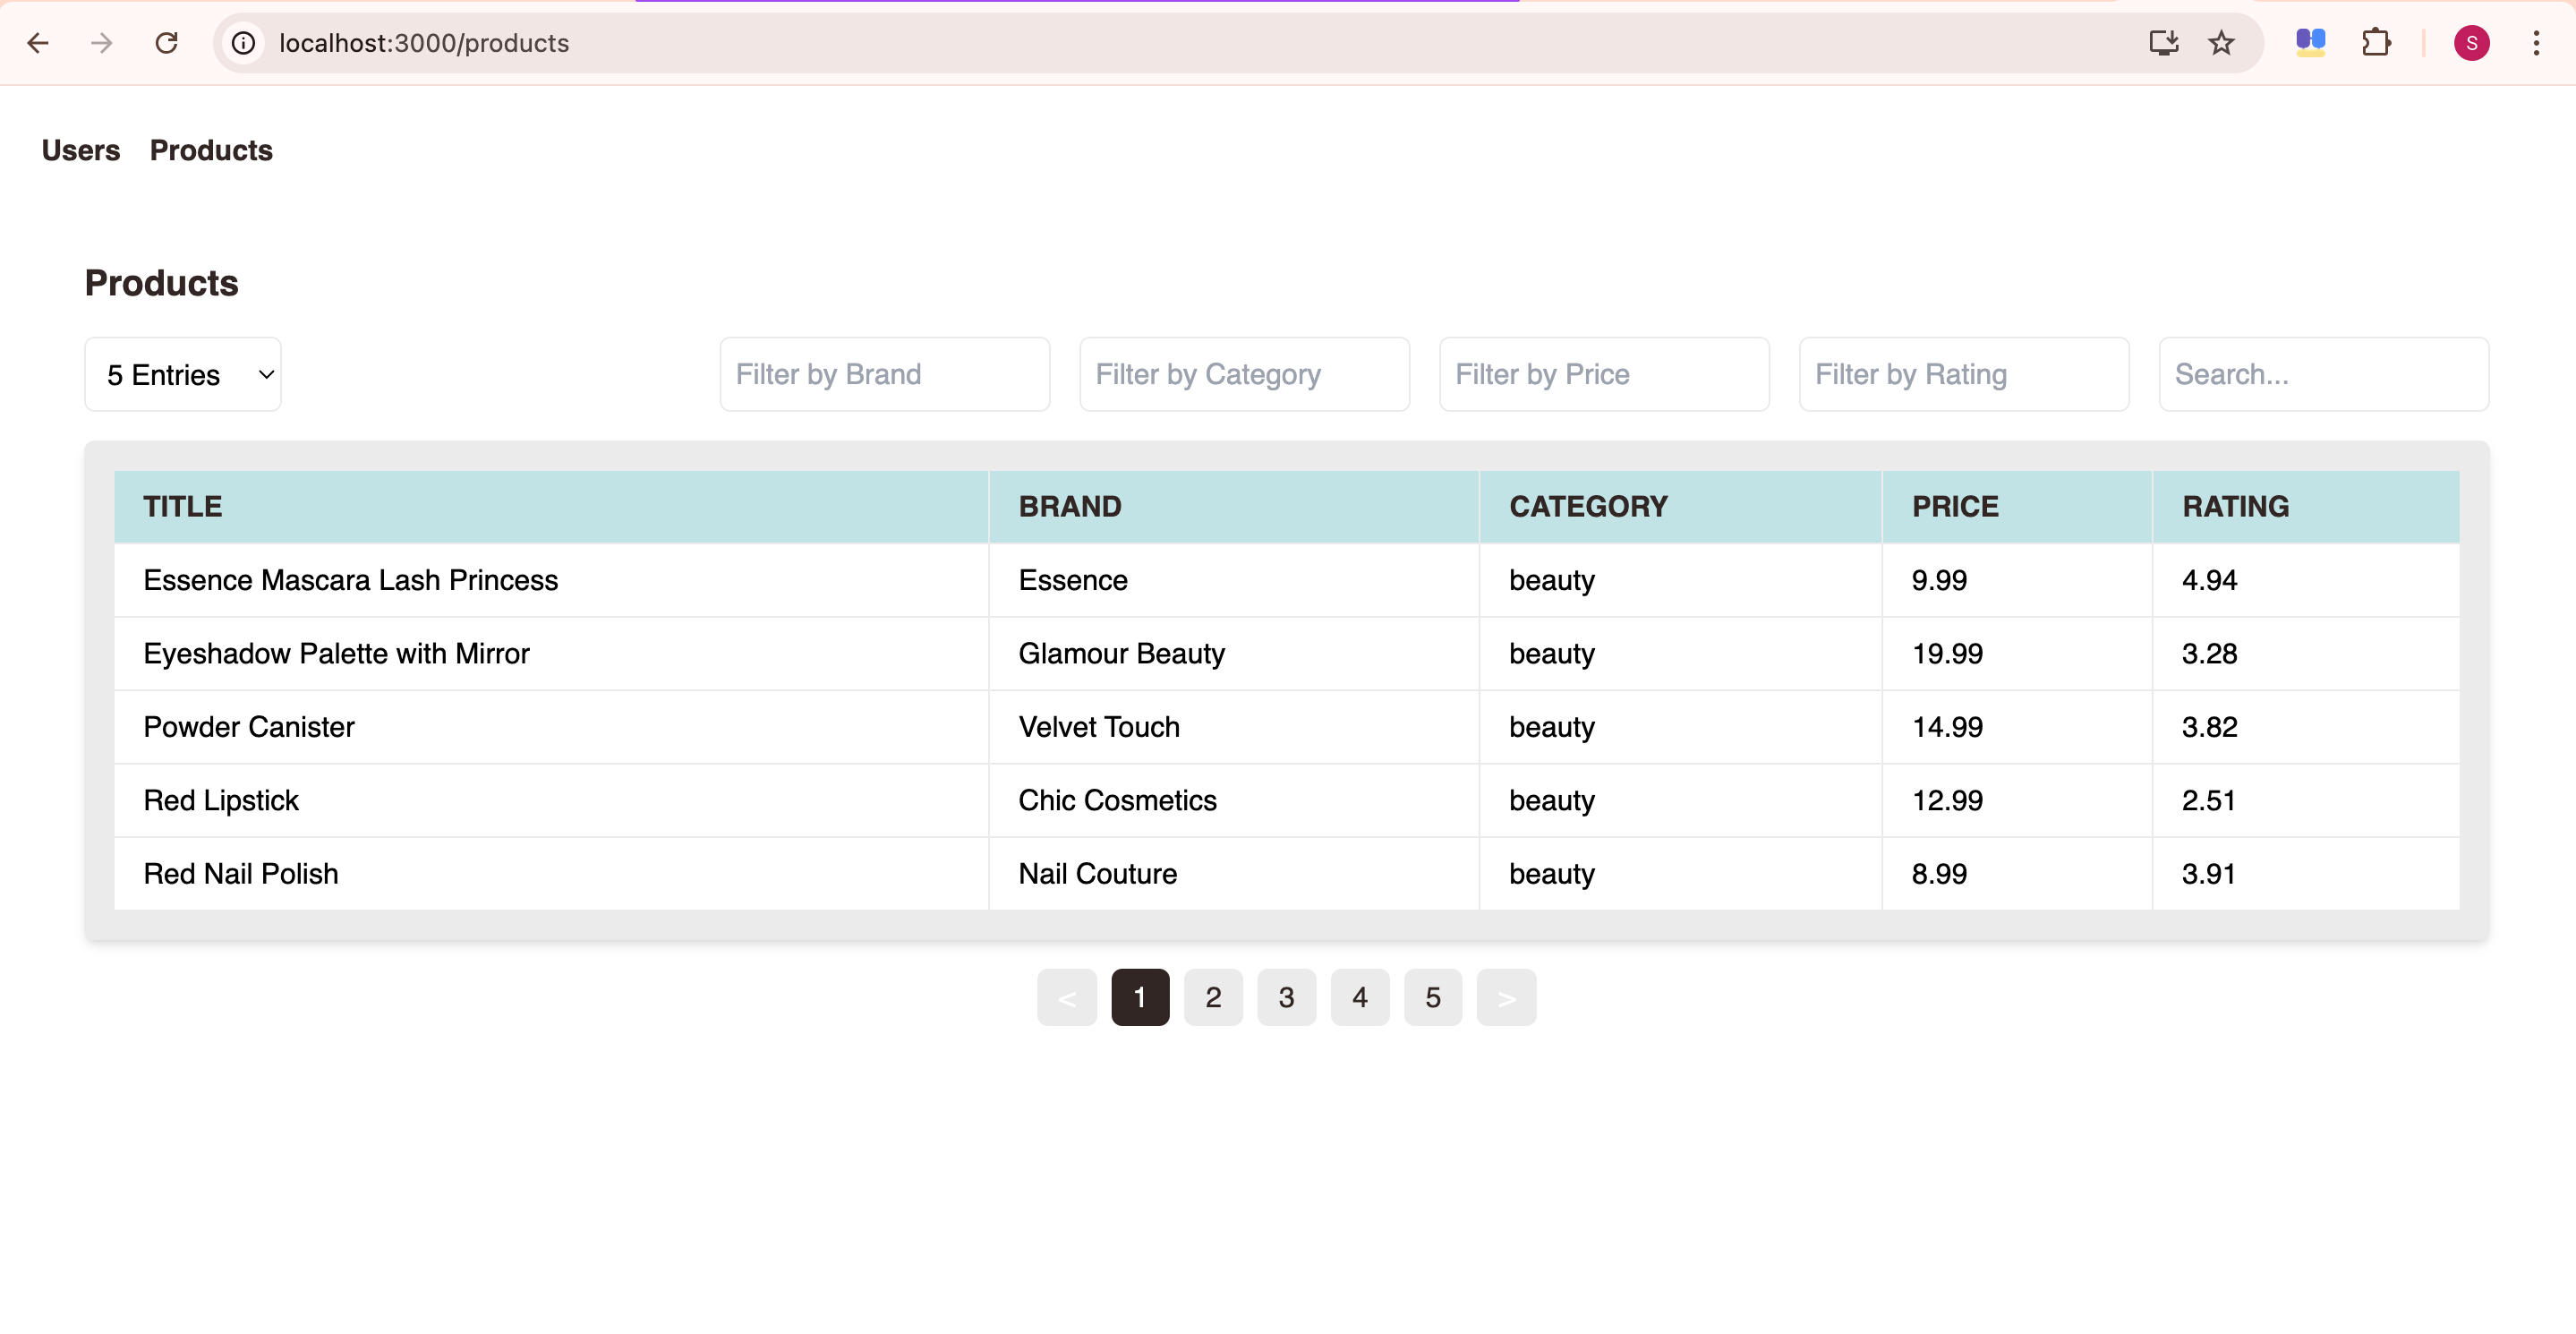 localhost:3000/products
S
Users Products
Products
5 Entries Filter by Brand Filter by Category Filter by Price Filter by Rating Search...
TITLE BRAND CATEGORY PRICE RATING
Essence Mascara Lash Princess Essence beauty 9.99 4.94
Eyeshadow Palette with Mirror Glamour Beauty beauty 19.99 3.28
Powder Canister Velvet Touch beauty 14.99 3.82
Red Lipstick Chic Cosmetics beauty 12.99 2.51
Red Nail Polish Nail Couture beauty 8.99 3.91
< 1 2 3 4 5 >